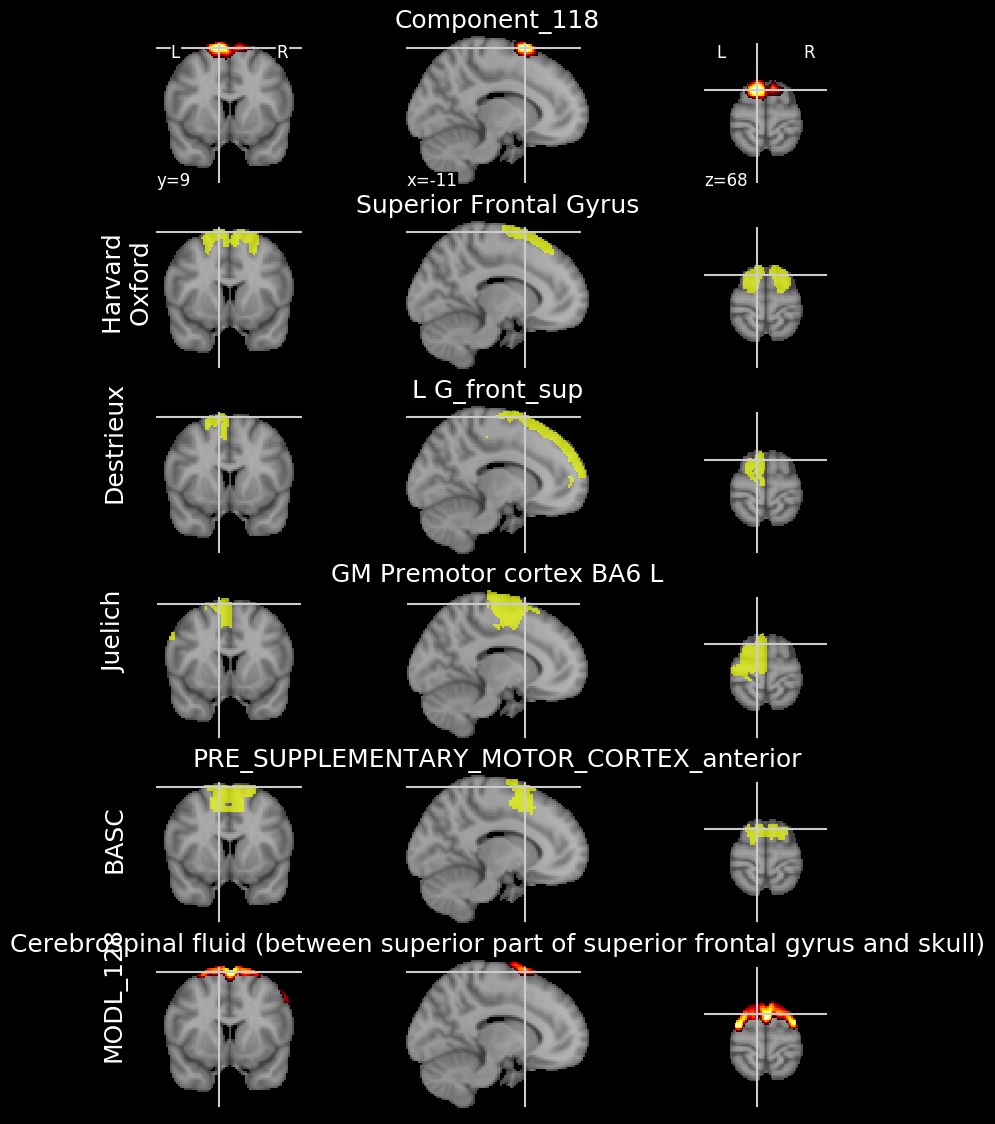 Component_118
L R
L R
y=9
x=-11
z=68
Superior Frontal Gyrus
Harvard
Oxford
L G_front_sup
Destrieux
GM Premotor cortex BA6 L
Juelich
PRE_SUPPLEMENTARY_MOTOR_CORTEX_anterior
BASC
Cerebrospinal fluid (between superior part of superior frontal gyrus and skull)
MODL_128